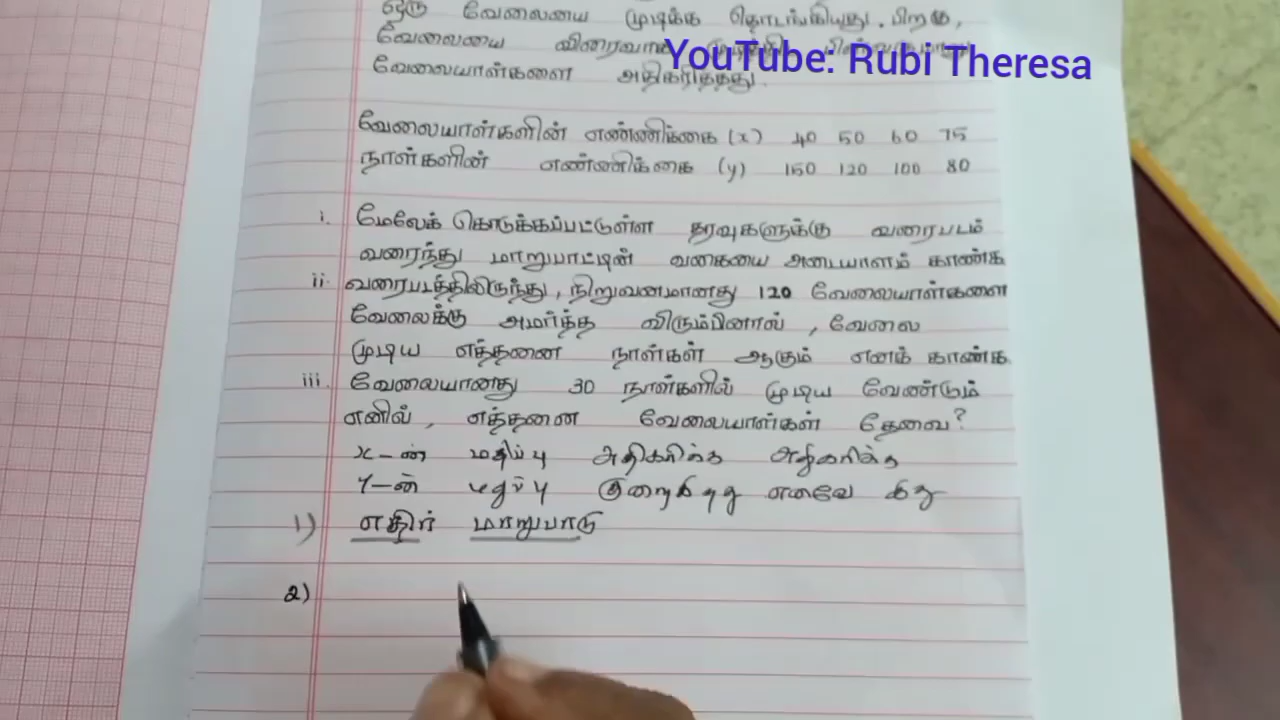 ஒரு வேலையை முடிக்க தொடங்கியது. பிறகு,
வேலையை விரைவாக
YouTube: Rubi Theresa
வேலையாள்களை அதிகரித்தது.
வேலையாள்களின் எண்ணிக்கை (x) 40 50 60 75
நாள்களின் எண்ணிக்கை (y) 150 120 100 80
i. மேலேக் கொடுக்கப்பட்டுள்ள தரவுகளுக்கு வரைபடம்
வரைந்து மாறுபாட்டின் வகையை அடையாளம் காண்க
ii. வரைபடத்திலிருந்து, நிறுவனமானது 120 வேலையாள்களை
வேலைக்கு அமர்த்த விரும்பினால், வேலை
முடிய எத்தனை நாள்கள் ஆகும் எனக் காண்க.
iii. வேலையானது 30 நாள்களில் முடிய வேண்டும்
எனில், எத்தனை வேலையாள்கள் தேவை?
x-ன் மதிப்பு அதிகரிக்க அதிகரிக்க
y-ன் மதிப்பு குறைகிறது எனவே இது
1) எதிர் மாறுபாடு
2)